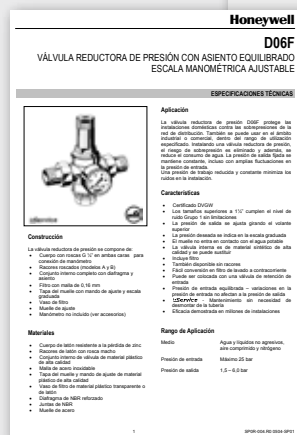 Honeywell
D06F
VÁLVULA REDUCTORA DE PRESIÓN CON ASIENTO EQUILIBRADO
ESCALA MANOMÉTRICA AJUSTABLE
ESPECIFICACIONES TÉCNICAS
Construcción
La válvula reductora de presión se compone de:
• Cuerpo con roscas G ¼" en ambas caras para
conexión de manómetro
• Racores roscados (modelos A y B)
• Conjunto interno completo con diafragma y
asiento
• Filtro con malla de 0,16 mm
• Tapa del muelle con mando de ajuste y escala
graduada
• Vaso de filtro
• Muelle de ajuste
• Manómetro no incluido (ver accesorios)
Materiales
• Cuerpo de latón resistente a la pérdida de zinc
• Racores de latón con rosca macho
• Conjunto interno de válvula de material plástico
de alta calidad
• Malla de acero inoxidable
• Tapa del muelle y mando de ajuste de material
plástico de alta calidad
• Vaso de filtro de material plástico transparente o
de latón
• Diafragma de NBR reforzado
• Juntas de NBR
• Muelle de acero
Aplicación
La válvula reductora de presión D06F protege las
instalaciones domésticas contra las sobrepresiones de la
red de distribución. También se puede usar en el ámbito
industrial o comercial, dentro del rango de utilización
especificado. Instalando una válvula reductora de presión,
el riesgo de sobrepresión es eliminado y además, se
reduce el consumo de agua. La presión de salida fijada se
mantiene constante, incluso con amplias fluctuaciones en
la presión de entrada.
Una presión de trabajo reducida y constante minimiza los
ruidos en la instalación.
Características
• Certificado DVGW
• Los tamaños superiores a 1½" cumplen el nivel de
ruido Grupo 1 sin limitaciones
• La presión de salida se ajusta girando el volante
superior
• La presión deseada se indica en la escala graduada
• El muelle no entra en contacto con el agua potable
• La válvula interna es de material sintético de alta
calidad y se puede sustituir
• Incluye filtro
• También disponible sin racores
• Fácil conversión en filtro de lavado a contracorriente
• Puede ser colocada con una válvula de retención de
entrada
• Presión de entrada equilibrada – variaciones en la
presión de entrada no afectan a la presión de salida
• Service - Mantenimiento sin necesidad de
desmontar de la tubería
• Eficacia demostrada en millones de instalaciones
Rango de Aplicación
Medio Agua y líquidos no agresivos,
aire comprimido y nitrógeno
Presión de entrada Máximo 25 bar
Presión de salida 1,5 – 6,0 bar
1